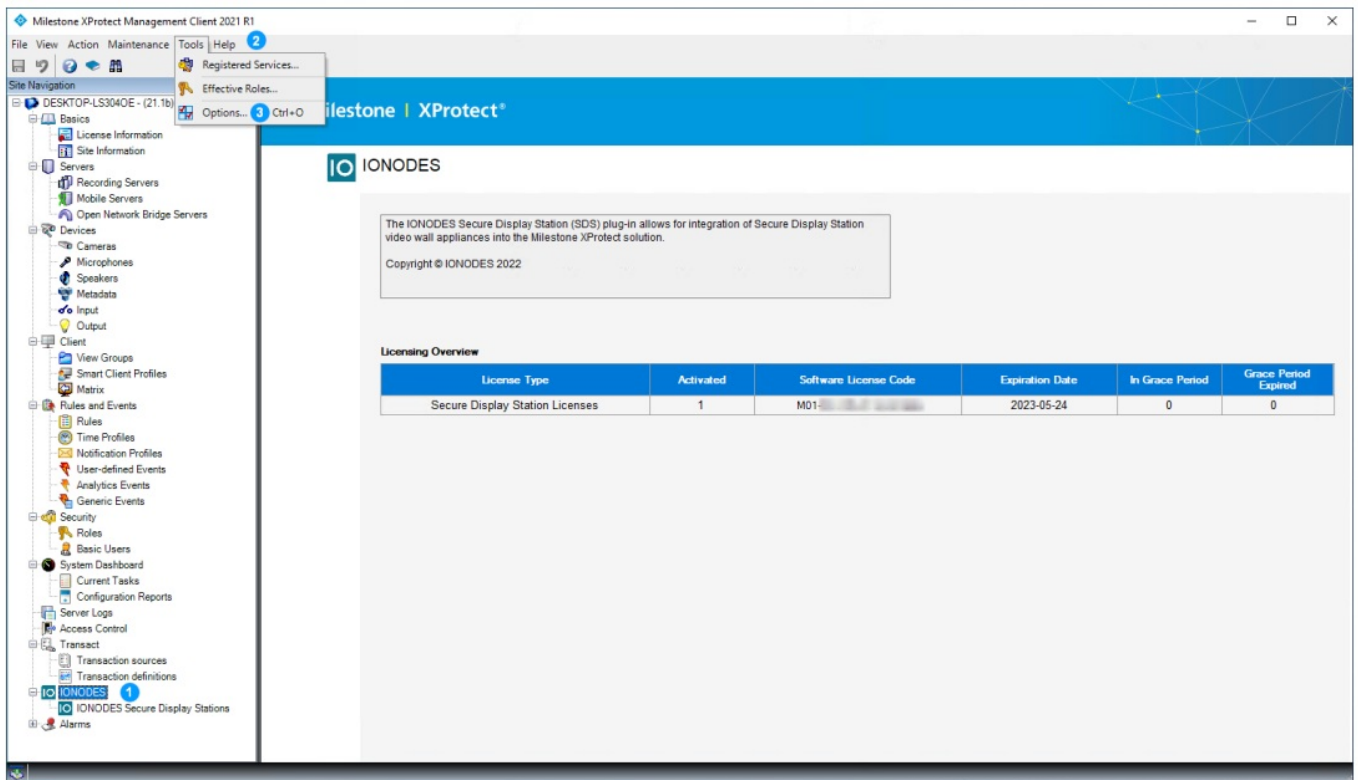 Milestone XProtect Management Client 2021 R1
File View Action Maintenance Tools Help 2
Registered Services...
Effective Roles...
Options... 3 Ctrl+O
Site Navigation
DESKTOP-LS304OE - (21.1b)
Basics
License Information
Site Information
Servers
Recording Servers
Mobile Servers
Open Network Bridge Servers
Devices
Cameras
Microphones
Speakers
Metadata
Input
Output
Client
View Groups
Smart Client Profiles
Matrix
Rules and Events
Rules
Time Profiles
Notification Profiles
User-defined Events
Analytics Events
Generic Events
Security
Roles
Basic Users
System Dashboard
Current Tasks
Configuration Reports
Server Logs
Access Control
Transact
Transaction sources
Transaction definitions
IO IONODES 1
IO IONODES Secure Display Stations
Alarms
ilestone | XProtect®
IO IONODES
The IONODES Secure Display Station (SDS) plug-in allows for integration of Secure Display Station
video wall appliances into the Milestone XProtect solution.
Copyright © IONODES 2022
Licensing Overview
License Type Activated Software License Code Expiration Date In Grace Period Grace Period Expired
Secure Display Station Licenses 1 M01- 2023-05-24 0 0